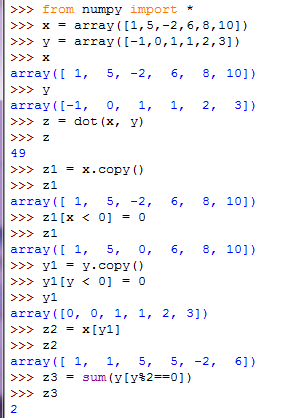 >>> from numpy import *
>>> x = array([1,5,-2,6,8,10])
>>> y = array([-1,0,1,1,2,3])
>>> x
array([ 1,  5, -2,  6,  8, 10])
>>> y
array([-1,  0,  1,  1,  2,  3])
>>> z = dot(x, y)
>>> z
49
>>> z1 = x.copy()
>>> z1
array([ 1,  5, -2,  6,  8, 10])
>>> z1[x < 0] = 0
>>> z1
array([ 1,  5,  0,  6,  8, 10])
>>> y1 = y.copy()
>>> y1[y < 0] = 0
>>> y1
array([0, 0, 1, 1, 2, 3])
>>> z2 = x[y1]
>>> z2
array([ 1,  1,  5,  5, -2,  6])
>>> z3 = sum(y[y%2==0])
>>> z3
2